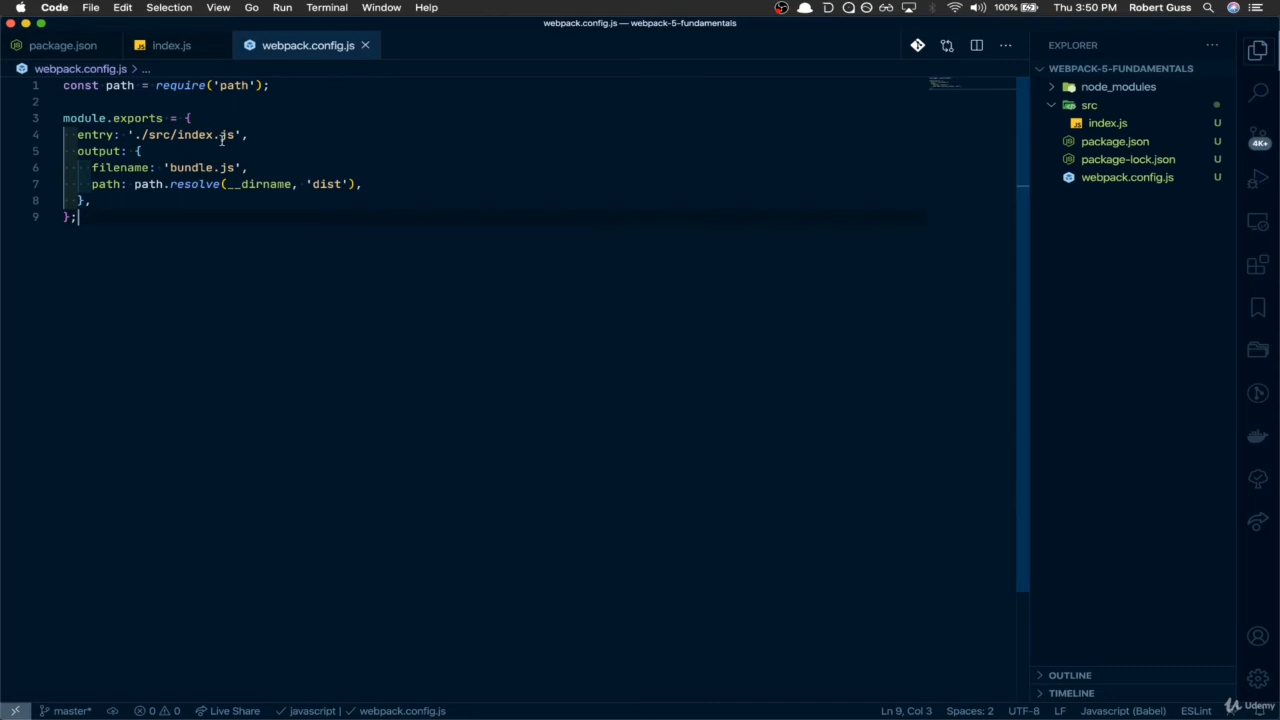 Code File Edit Selection View Go Run Terminal Window Help 100% Thu 3:50 PM Robert Guss
webpack.config.js — webpack-5-fundamentals
package.json index.js webpack.config.js
webpack.config.js > ...
1 const path = require('path');
2
3 module.exports = {
4 entry: './src/index.js',
5 output: {
6 filename: 'bundle.js',
7 path: path.resolve(__dirname, 'dist'),
8 },
9 };
EXPLORER
WEBPACK-5-FUNDAMENTALS
node_modules
src
index.js U
package.json U
package-lock.json U
webpack.config.js U
4K+
OUTLINE
TIMELINE
master* 0 0 Live Share javascript | webpack.config.js Ln 9, Col 3 Spaces: 2 UTF-8 LF Javascript (Babel) ESLint
Udemy